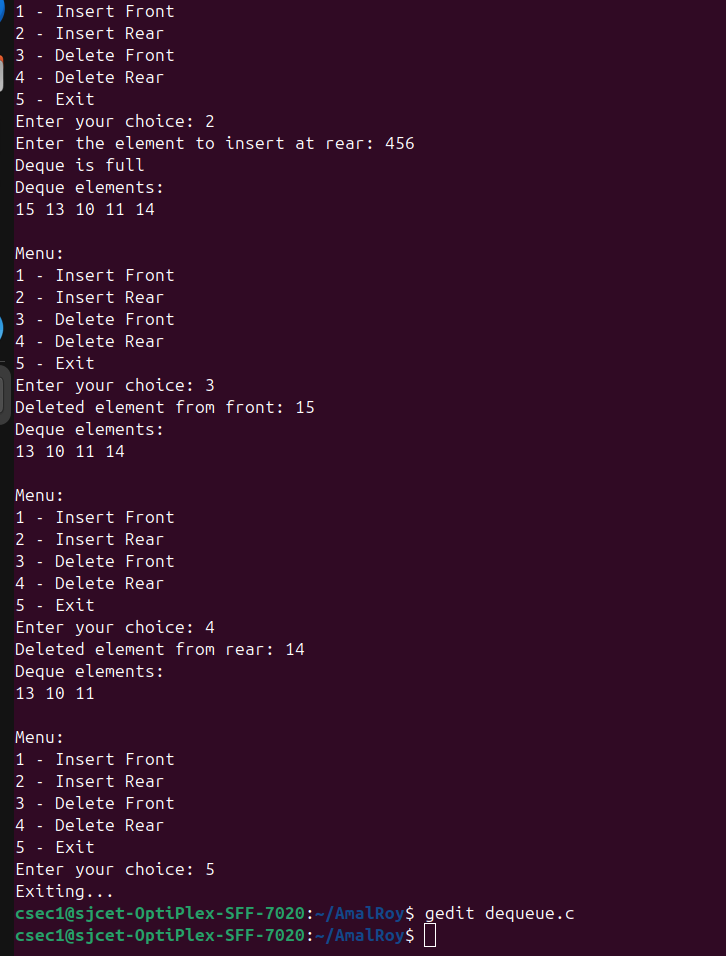 1 - Insert Front
2 - Insert Rear
3 - Delete Front
4 - Delete Rear
5 - Exit
Enter your choice: 2
Enter the element to insert at rear: 456
Deque is full
Deque elements:
15 13 10 11 14

Menu:
1 - Insert Front
2 - Insert Rear
3 - Delete Front
4 - Delete Rear
5 - Exit
Enter your choice: 3
Deleted element from front: 15
Deque elements:
13 10 11 14

Menu:
1 - Insert Front
2 - Insert Rear
3 - Delete Front
4 - Delete Rear
5 - Exit
Enter your choice: 4
Deleted element from rear: 14
Deque elements:
13 10 11

Menu:
1 - Insert Front
2 - Insert Rear
3 - Delete Front
4 - Delete Rear
5 - Exit
Enter your choice: 5
Exiting...
csec1@sjcet-OptiPlex-SFF-7020:~/AmalRoy$ gedit dequeue.c
csec1@sjcet-OptiPlex-SFF-7020:~/AmalRoy$